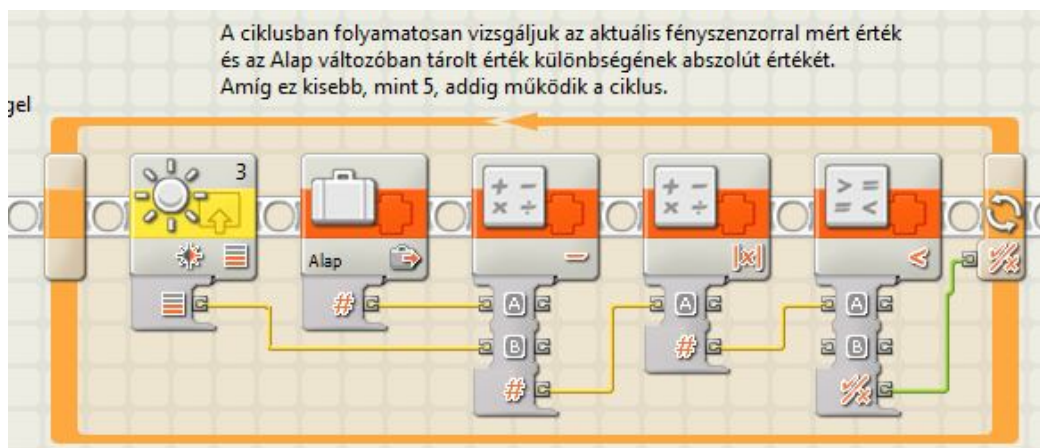 A ciklusban folyamatosan vizsgáljuk az aktuális fényszenzorral mért érték
és az Alap változóban tárolt érték különbségének abszolút értékét.
Amíg ez kisebb, mint 5, addig működik a ciklus.
gel
3
Alap
|x|
<
# A A A
B # B
#